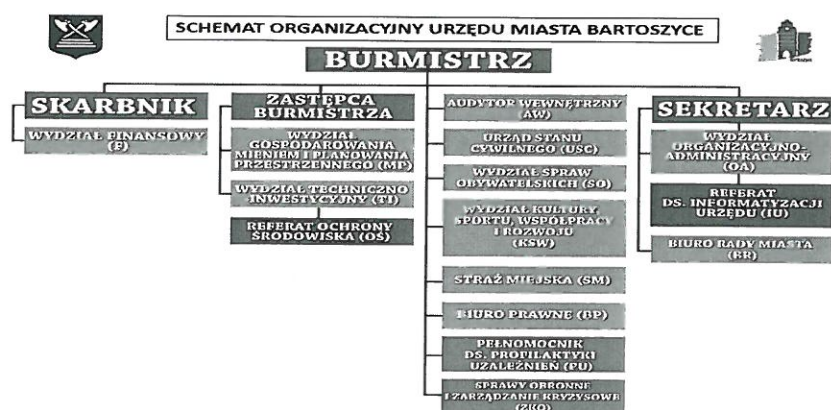 SCHEMAT ORGANIZACYJNY URZĘDU MIASTA BARTOSZYCE
BURMISTRZ
SKARBNIK
WYDZIAŁ FINANSOWY
(F)
ZASTĘPCA
BURMISTRZA
WYDZIAŁ
GOSPODAROWANIA
MIENIEM I PLANOWANIA
PRZESTRZENNEGO (MP)
WYDZIAŁ TECHNICZNO
-INWESTYCYJNY (TI)
REFERAT OCHRONY
ŚRODOWISKA (OŚ)
AUDYTOR WEWNĘTRZNY
(AW)
URZĄD STANU
CYWILNEGO (USC)
WYDZIAŁ SPRAW
OBYWATELSKICH (SO)
WYDZIAŁ KULTURY
SPORTU, WSPÓŁPRACY
I ROZWOJU
(KSW)
STRAŻ MIEJSKA (SM)
BIURO PRAWNE (BP)
PEŁNOMOCNIK
DS. PROFILAKTYKI
UZALEŻNIEŃ (PU)
SPRAWY OBRONNE
I ZARZĄDZANIE KRYZYSOWE
(ZKO)
SEKRETARZ
WYDZIAŁ
ORGANIZACYJNO-
ADMINISTRACYJNY
(OA)
REFERAT
DS. INFORMATYZACJI
URZĘDU (IU)
BIURO RADY MIASTA
(BR)